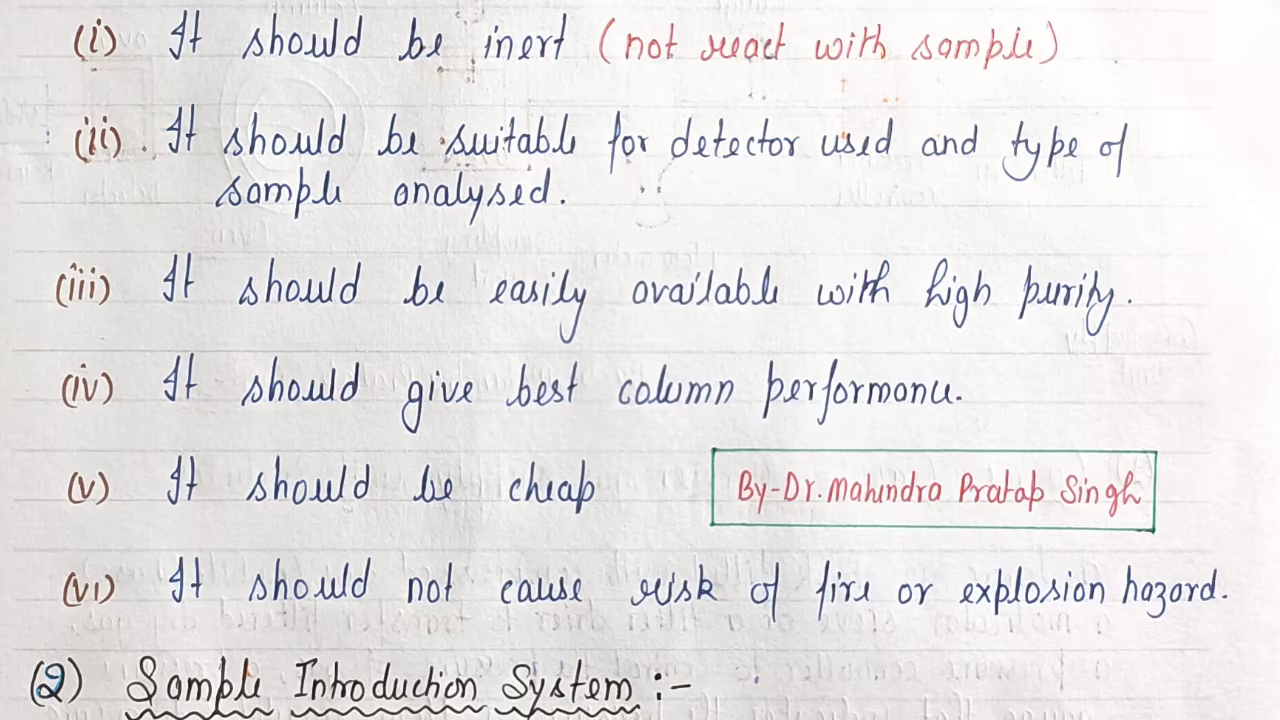 (i) It should be inert (not react with sample)
(ii). It should be suitable for detector used and type of
sample analysed.
(iii) It should be easily available with high purity.
(iv) It should give best column performance.
(v) It should be cheap
By-Dr. Mahindra Pratap Singh
(vi) It should not cause risk of fire or explosion hazard.
(2) Sample Introduction System :-